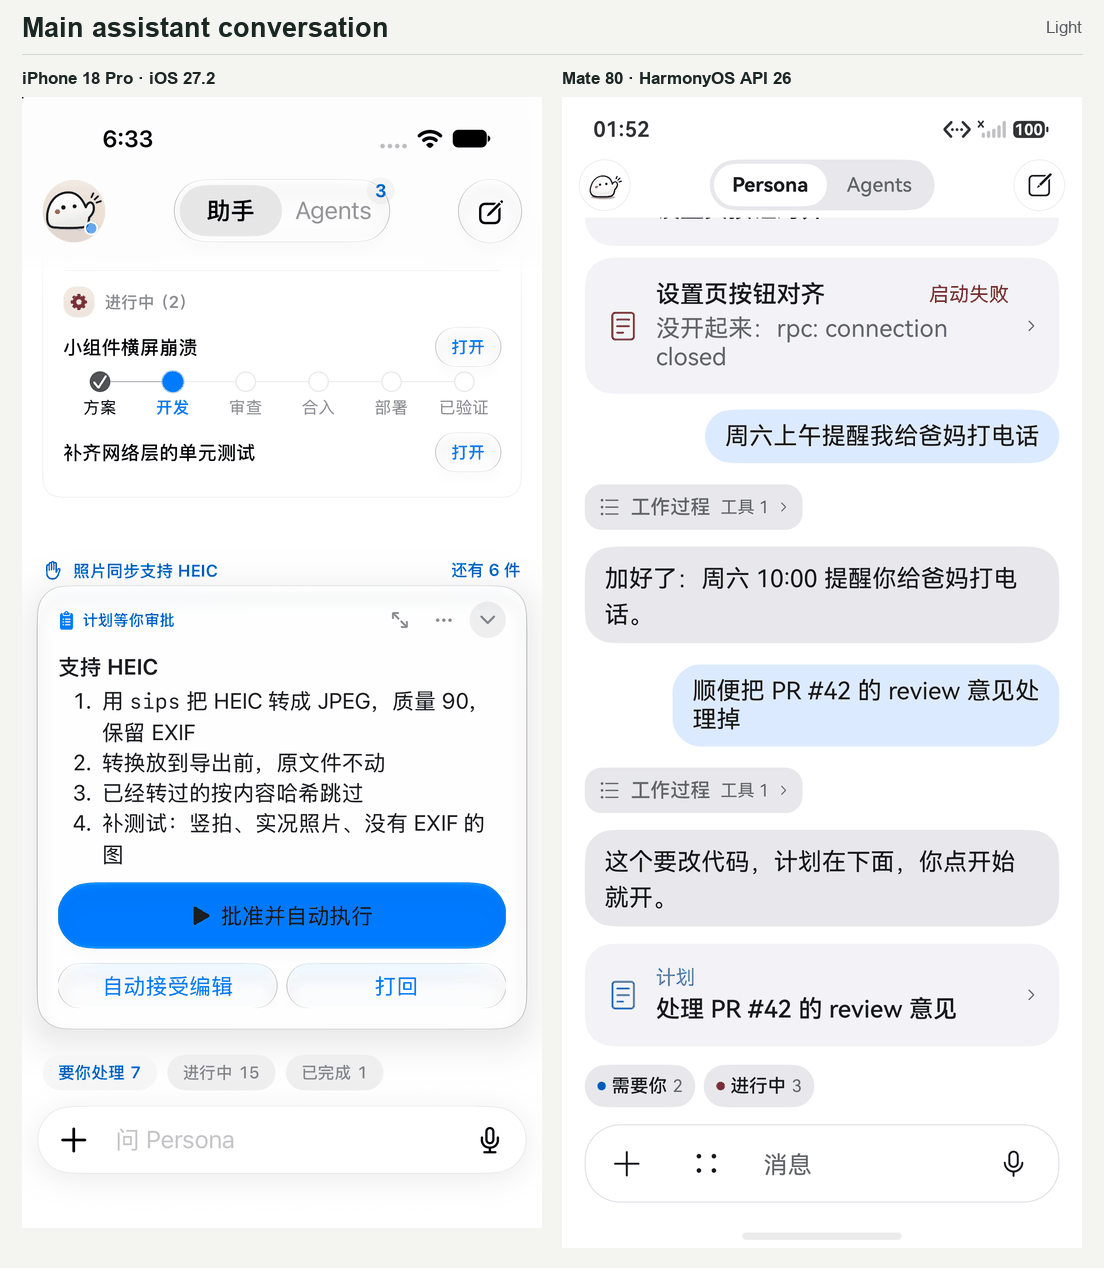 Main assistant conversation
Light
iPhone 18 Pro · iOS 27.2
6:33
助手
Agents
3
进行中 (2)
小组件横屏崩溃
打开
方案
开发
审查
合入
部署
已验证
补齐网络层的单元测试
打开
照片同步支持 HEIC
还有 6 件
计划等你审批
支持 HEIC
1. 用 sips 把 HEIC 转成 JPEG，质量 90，
保留 EXIF
2. 转换放到导出前，原文件不动
3. 已经转过的按内容哈希跳过
4. 补测试：竖拍、实况照片、没有 EXIF 的
图
批准并自动执行
自动接受编辑
打回
要你处理 7
进行中 15
已完成 1
问 Persona
Mate 80 · HarmonyOS API 26
01:52
100
Persona
Agents
设置页按钮对齐
启动失败
没开起来：rpc: connection
closed
周六上午提醒我给爸妈打电话
工作过程 工具 1
加好了：周六 10:00 提醒你给爸妈打电
话。
顺便把 PR #42 的 review 意见处
理掉
工作过程 工具 1
这个要改代码，计划在下面，你点开始
就开。
计划
处理 PR #42 的 review 意见
需要你 2
进行中 3
消息